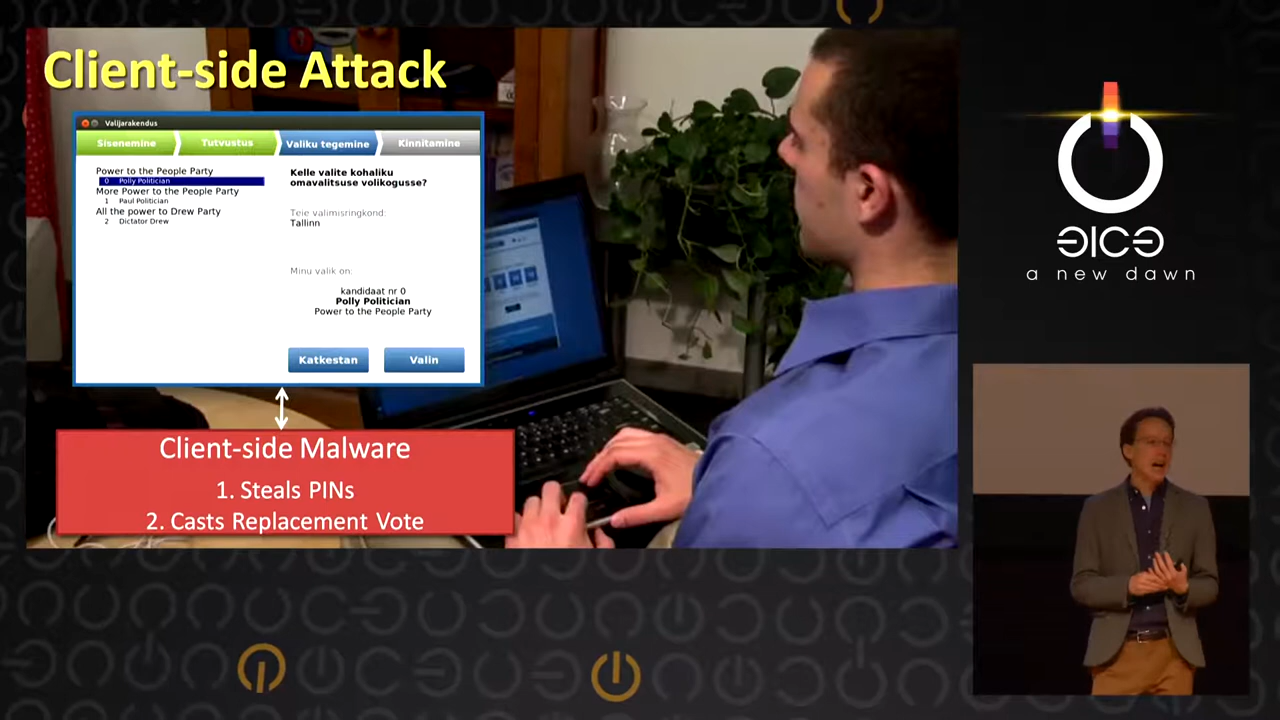 Client-side Attack
Valijarakendus
Sisenemine
Tutvustus
Valiku tegemine
Kinnitamine
Power to the People Party
0 Polly Politician
More Power to the People Party
1 Paul Politician
All the power to Drew Party
2 Dictator Drew
Kelle valite kohaliku
omavalitsuse volikogusse?
Teie valimisringkond:
Tallinn
Minu valik on:
kandidaat nr 0
Polly Politician
Power to the People Party
Katkestan
Valin
Client-side Malware
1. Steals PINs
2. Casts Replacement Vote
a new dawn